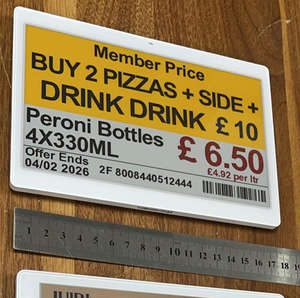 Member Price
BUY 2 PIZZAS + SIDE +
DRINK DRINK £ 10
Peroni Bottles
4X330ML
£ 6.50
£4.92 per ltr
Offer Ends
04/02 2026
2F 8008440512444
1 2 3 4 5 6 7 8 9 10 11 12 13 14 15 16 17 18